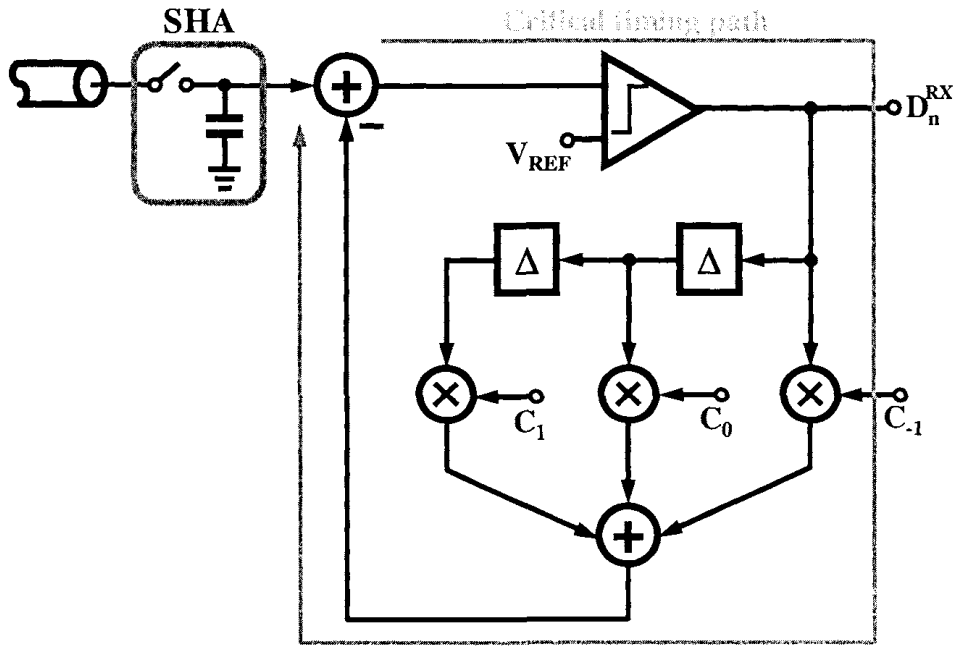 Critical timing path
SHA
+
+
−
V_REF
D_n^RX
Δ
Δ
×
×
×
C_1
C_0
C_-1
+